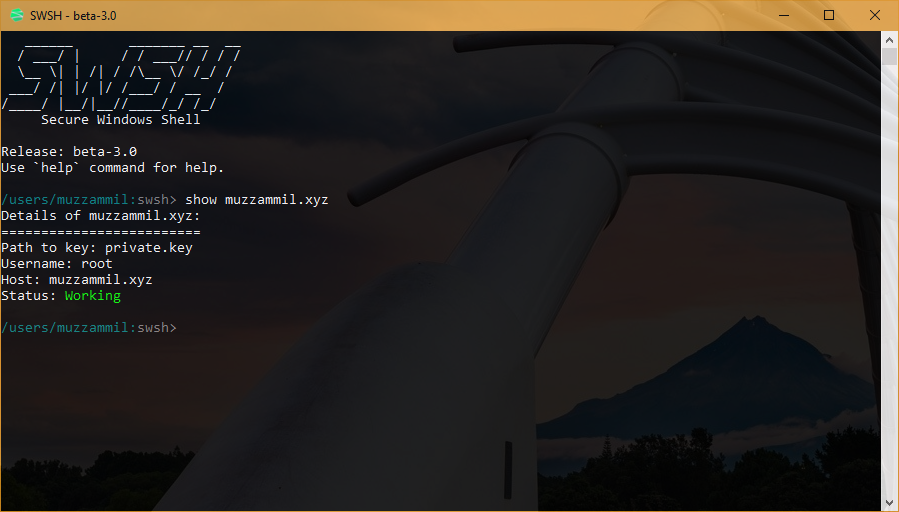 SWSH - beta-3.0
SWSH
Secure Windows Shell
Release: beta-3.0
Use `help` command for help.
/users/muzzammil:swsh> show muzzammil.xyz
Details of muzzammil.xyz:
=========================
Path to key: private.key
Username: root
Host: muzzammil.xyz
Status: Working
/users/muzzammil:swsh>